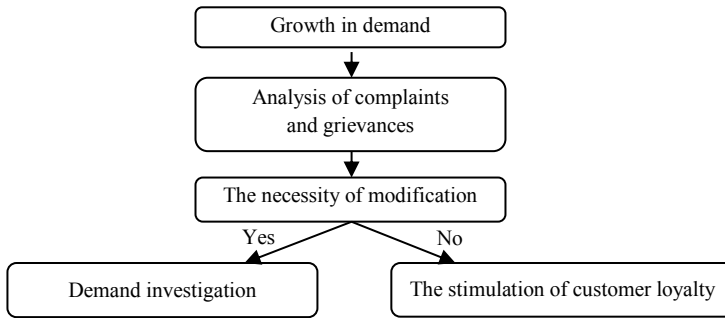 Growth in demand
Analysis of complaints
and grievances
The necessity of modification
Yes
No
Demand investigation
The stimulation of customer loyalty